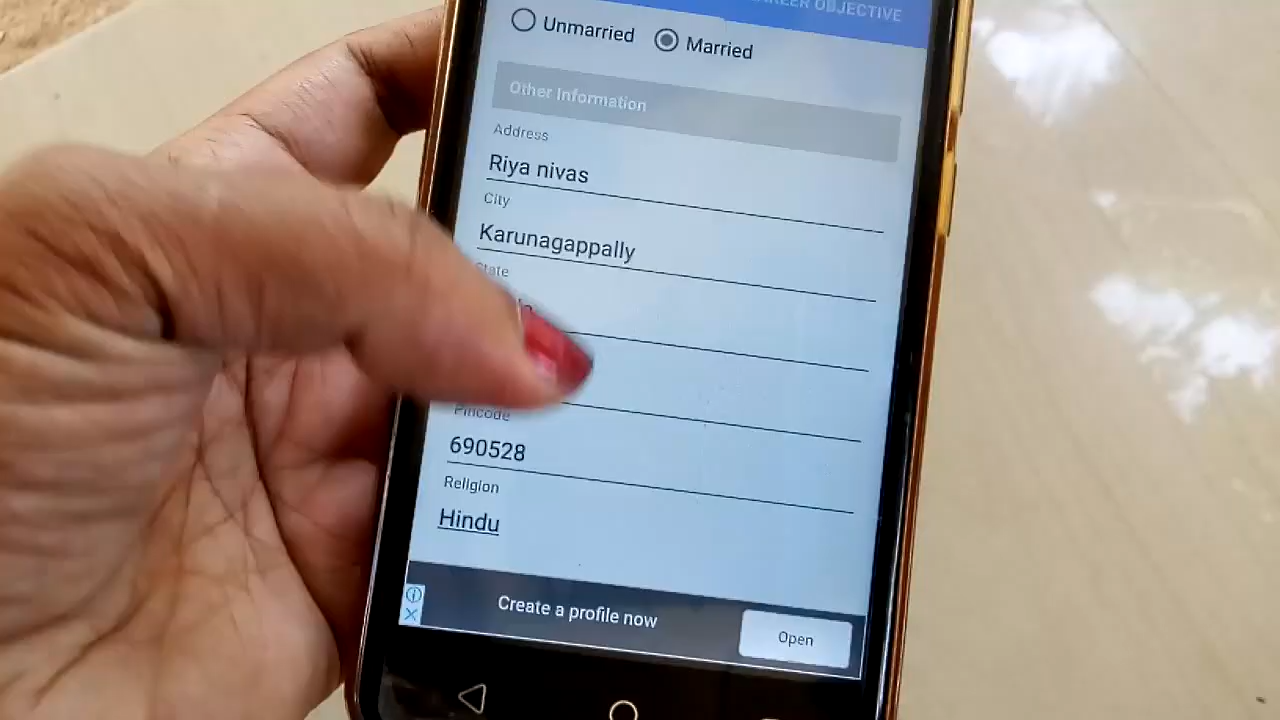 OBJECTIVE
Unmarried Married
Other Information
Address
Riya nivas
City
Karunagappally
State
Pincode
690528
Religion
Hindu
Create a profile now
Open